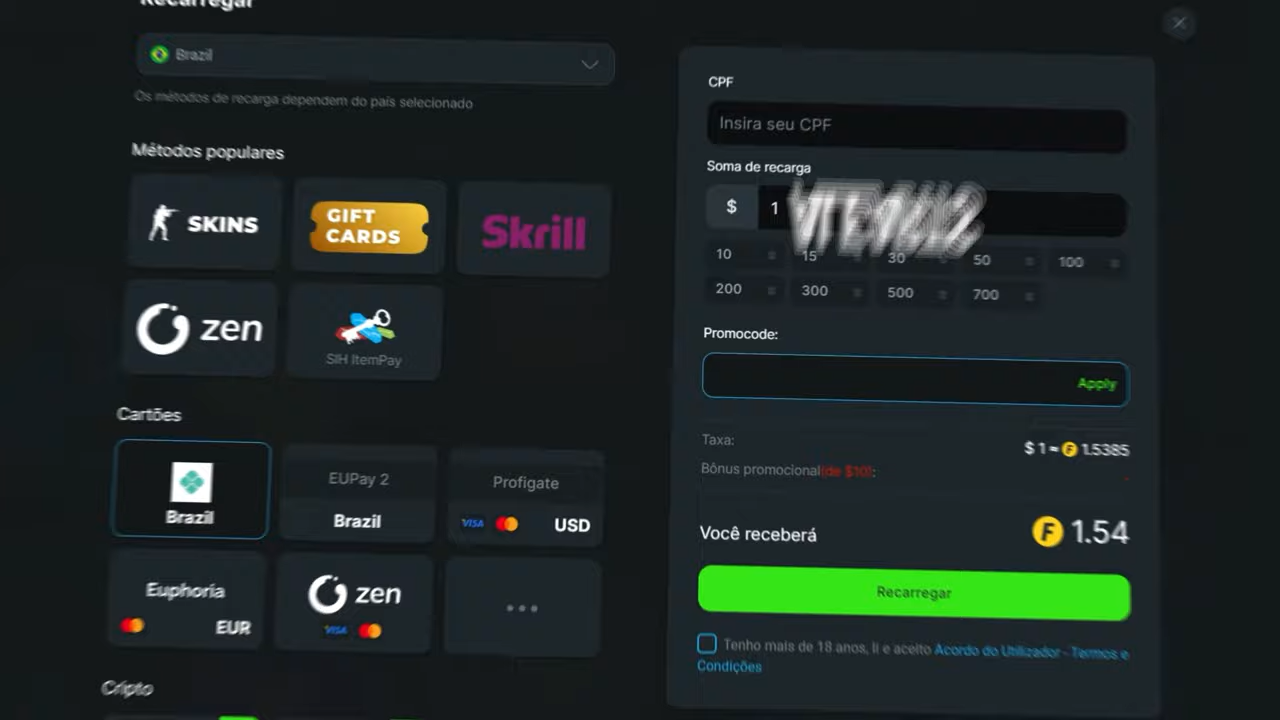 Recarregar
Brazil
Os métodos de recarga dependem do país selecionado
Métodos populares
SKINS
GIFT CARDS
Skrill
zen
SIH ItemPay
Cartões
Brazil
EUPay 2
Brazil
Profigate
VISA
USD
Euphoria
EUR
zen
VISA
Cripto
CPF
Insira seu CPF
Soma de recarga
$ 1
10 15 30 50 100
200 300 500 700
Promocode:
Apply
Taxa:
$ 1 ≈ F 1.5385
Bônus promocional(de $10):
Você receberá
F 1.54
Recarregar
Tenho mais de 18 anos, li e aceito Acordo do Utilizador - Termos e
Condições